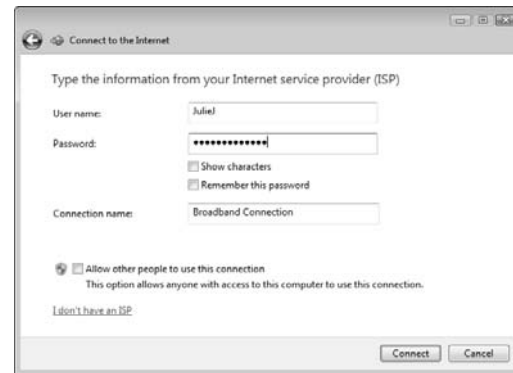 Connect to the Internet
Type the information from your Internet service provider (ISP)
User name: JulieJ
Password: •••••••••••••
Show characters
Remember this password
Connection name: Broadband Connection
Allow other people to use this connection
This option allows anyone with access to this computer to use this connection.
I don't have an ISP
Connect Cancel